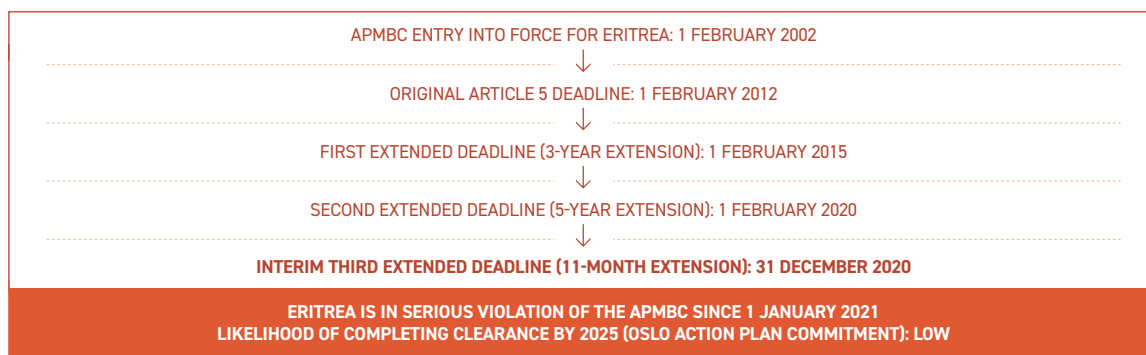 APMBC ENTRY INTO FORCE FOR ERITREA: 1 FEBRUARY 2002
ORIGINAL ARTICLE 5 DEADLINE: 1 FEBRUARY 2012
FIRST EXTENDED DEADLINE (3-YEAR EXTENSION): 1 FEBRUARY 2015
SECOND EXTENDED DEADLINE (5-YEAR EXTENSION): 1 FEBRUARY 2020
INTERIM THIRD EXTENDED DEADLINE (11-MONTH EXTENSION): 31 DECEMBER 2020
ERITREA IS IN SERIOUS VIOLATION OF THE APMBC SINCE 1 JANUARY 2021
LIKELIHOOD OF COMPLETING CLEARANCE BY 2025 (OSLO ACTION PLAN COMMITMENT): LOW